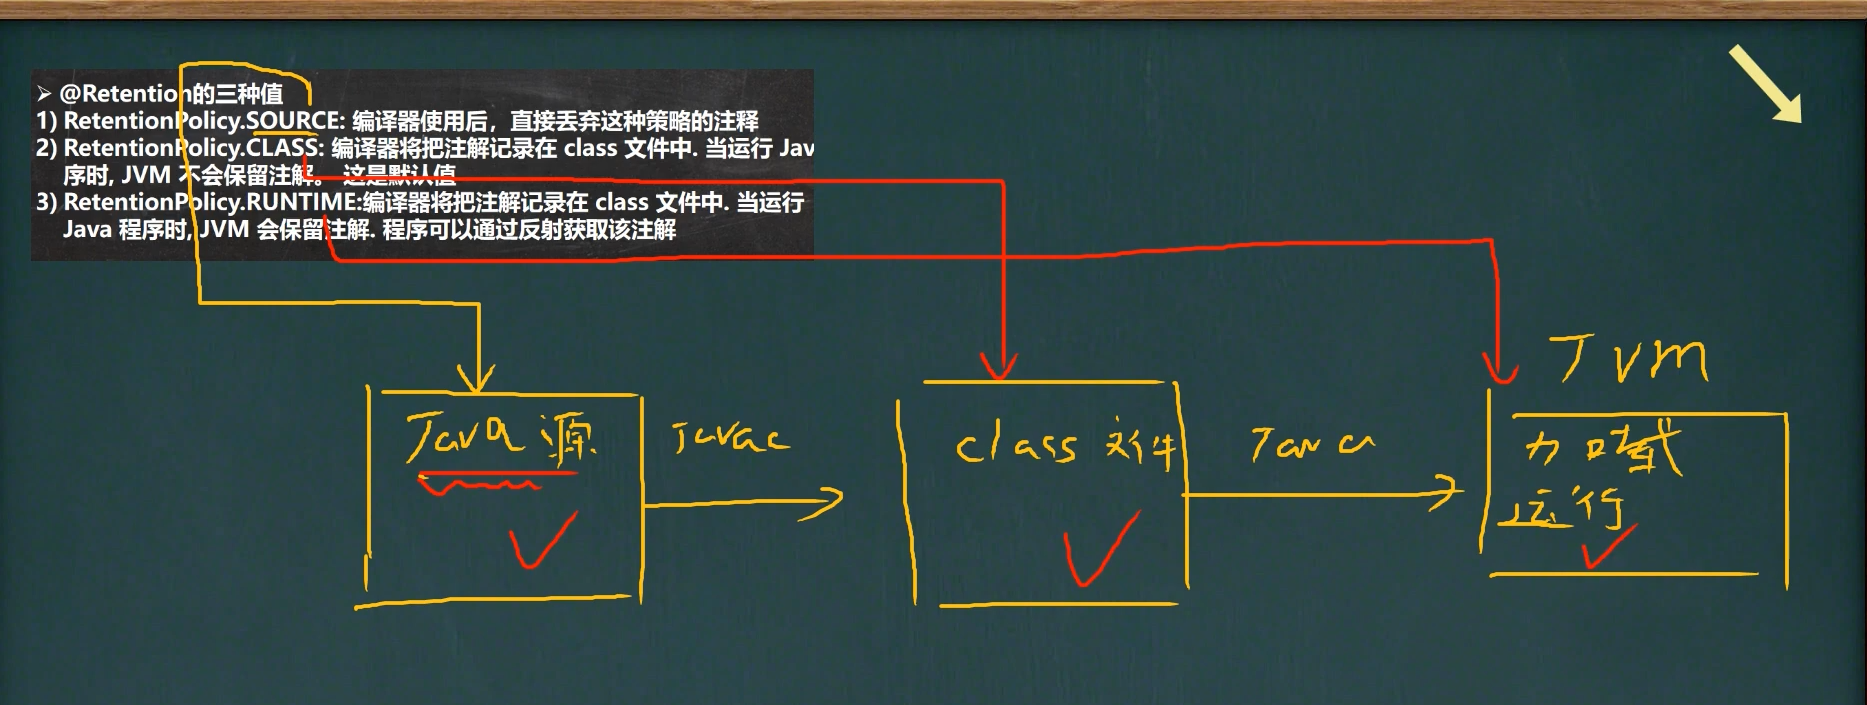 ➢ @Retention的三种值
1) RetentionPolicy.SOURCE: 编译器使用后，直接丢弃这种策略的注释
2) RetentionPolicy.CLASS: 编译器将把注解记录在 class 文件中. 当运行 Jav
序时, JVM 不会保留注解。 这是默认值
3) RetentionPolicy.RUNTIME:编译器将把注解记录在 class 文件中. 当运行
Java 程序时, JVM 会保留注解. 程序可以通过反射获取该注解
JVM
Java源
javac
class 文件
Java
加载
运行